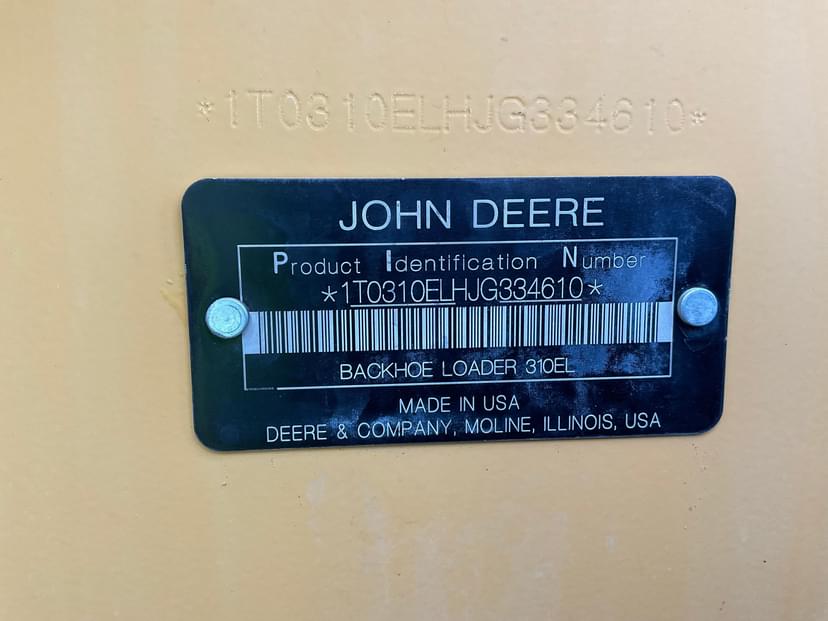 *1T0310ELHJG334610*
JOHN DEERE
Product Identification Number
*1T0310ELHJG334610*
BACKHOE LOADER 310EL
MADE IN USA
DEERE & COMPANY, MOLINE, ILLINOIS, USA